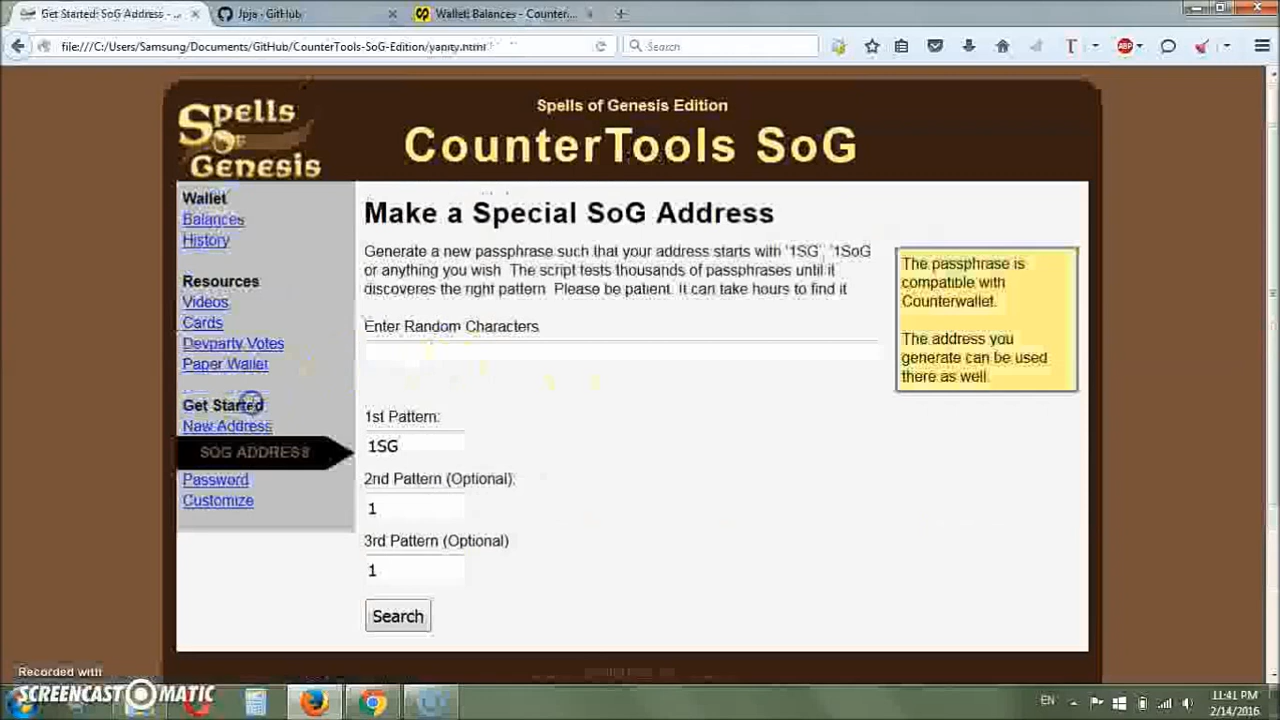 Get Started: SoG Address -
Jpja · GitHub
Wallet: Balances - Counter...
file:///C:/Users/Samsung/Documents/GitHub/CounterTools-SoG-Edition/vanity.html
Search
ABP
Spells of Genesis
Spells of Genesis Edition
CounterTools SoG
Wallet
Balances
History
Resources
Videos
Cards
Devparty Votes
Paper Wallet
Get Started
New Address
SOG ADDRESS
Password
Customize
Make a Special SoG Address
Generate a new passphrase such that your address starts with '1SG', '1SoG
or anything you wish The script tests thousands of passphrases until it
discovers the right pattern Please be patient. It can take hours to find it
Enter Random Characters
1st Pattern:
1SG
2nd Pattern (Optional):
1
3rd Pattern (Optional)
1
Search
The passphrase is
compatible with
Counterwallet.
The address you
generate can be used
there as well.
Recorded with
SCREENCAST-O-MATIC
EN
11:41 PM
2/14/2016